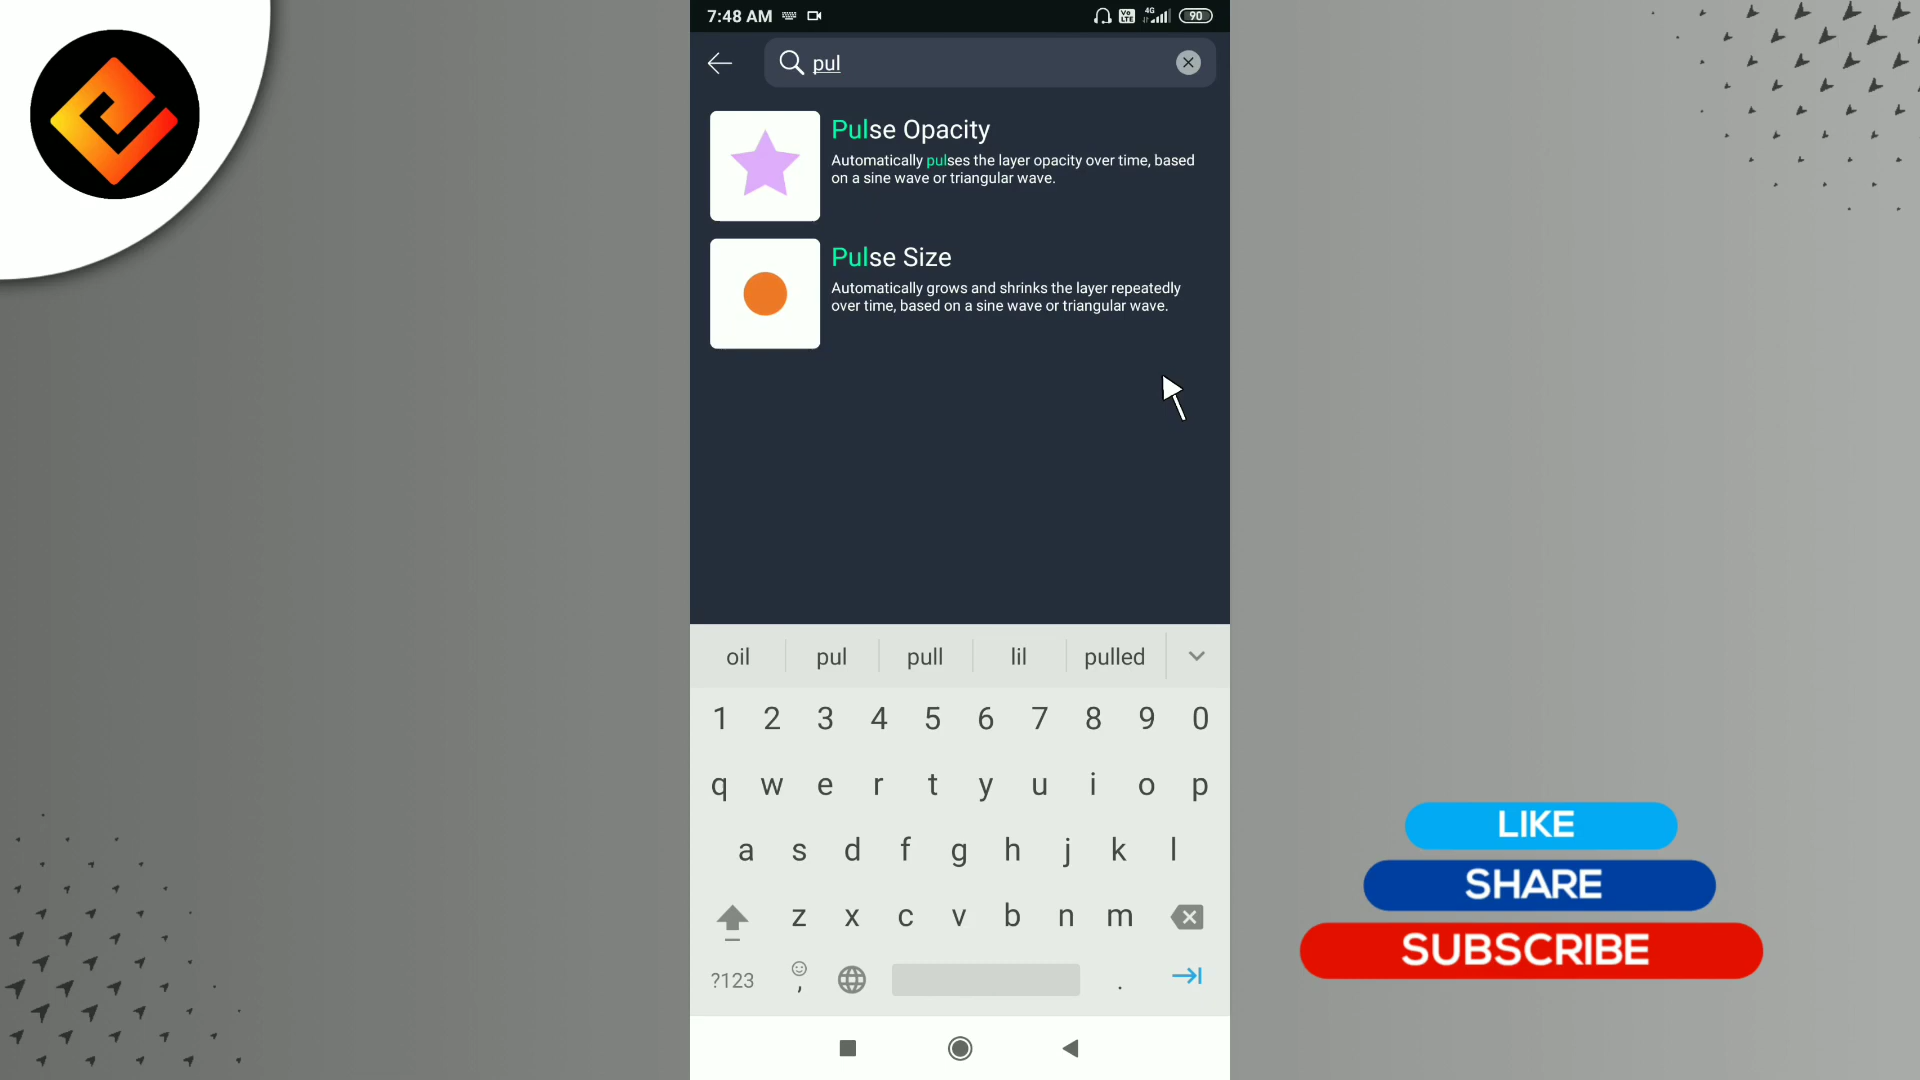 7:48 AM
Vo LTE 4G 90
pul
Pulse Opacity
Automatically pulses the layer opacity over time, based
on a sine wave or triangular wave.
Pulse Size
Automatically grows and shrinks the layer repeatedly
over time, based on a sine wave or triangular wave.
oil pul pull lil pulled
1 2 3 4 5 6 7 8 9 0
q w e r t y u i o p
a s d f g h j k l
z x c v b n m
?123 , .
LIKE
SHARE
SUBSCRIBE